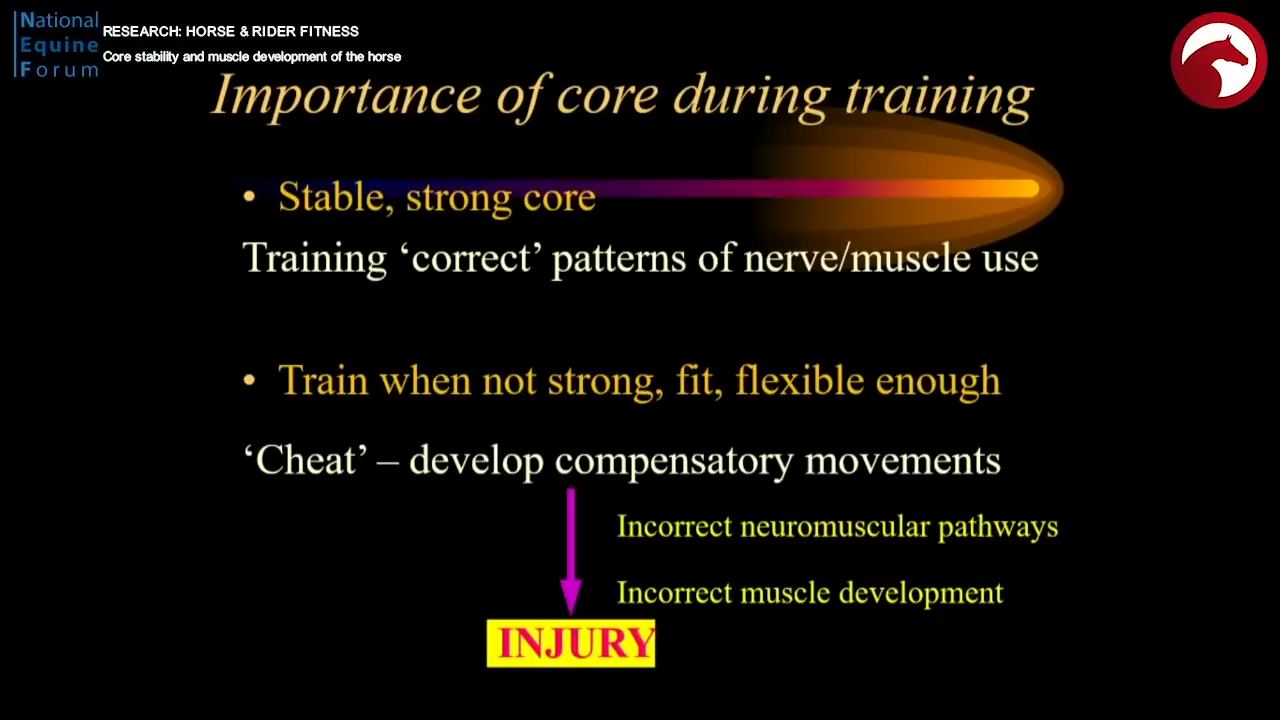 National
Equine
Forum
RESEARCH: HORSE & RIDER FITNESS
Core stability and muscle development of the horse
Importance of core during training
• Stable, strong core
Training ‘correct’ patterns of nerve/muscle use
• Train when not strong, fit, flexible enough
‘Cheat’ – develop compensatory movements
Incorrect neuromuscular pathways
Incorrect muscle development
INJURY